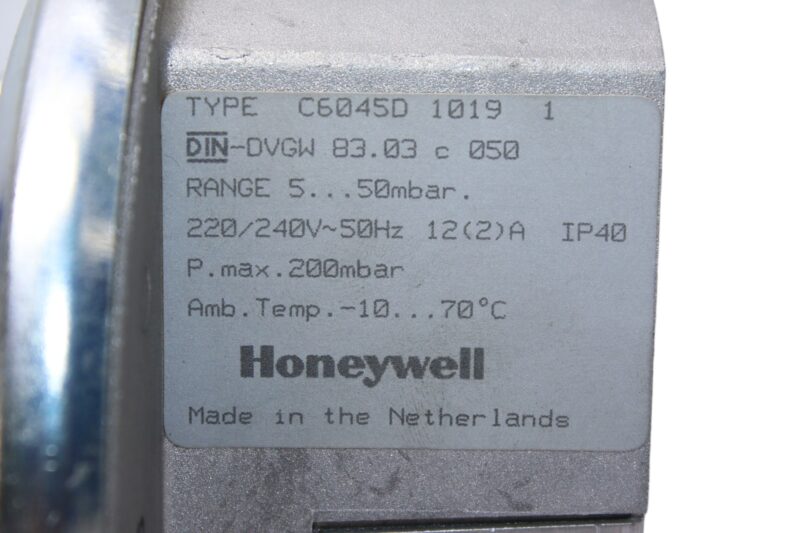 TYPE C6045D 1019 1
DIN-DVGW 83.03 c 050
RANGE 5...50mbar.
220/240V~50Hz 12(2)A IP40
P.max.200mbar
Amb.Temp.-10...70°C
Honeywell
Made in the Netherlands